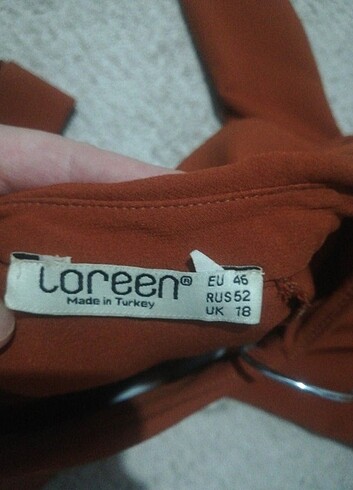 Loreen®
Made in Turkey
EU 46
RUS 52
UK 18